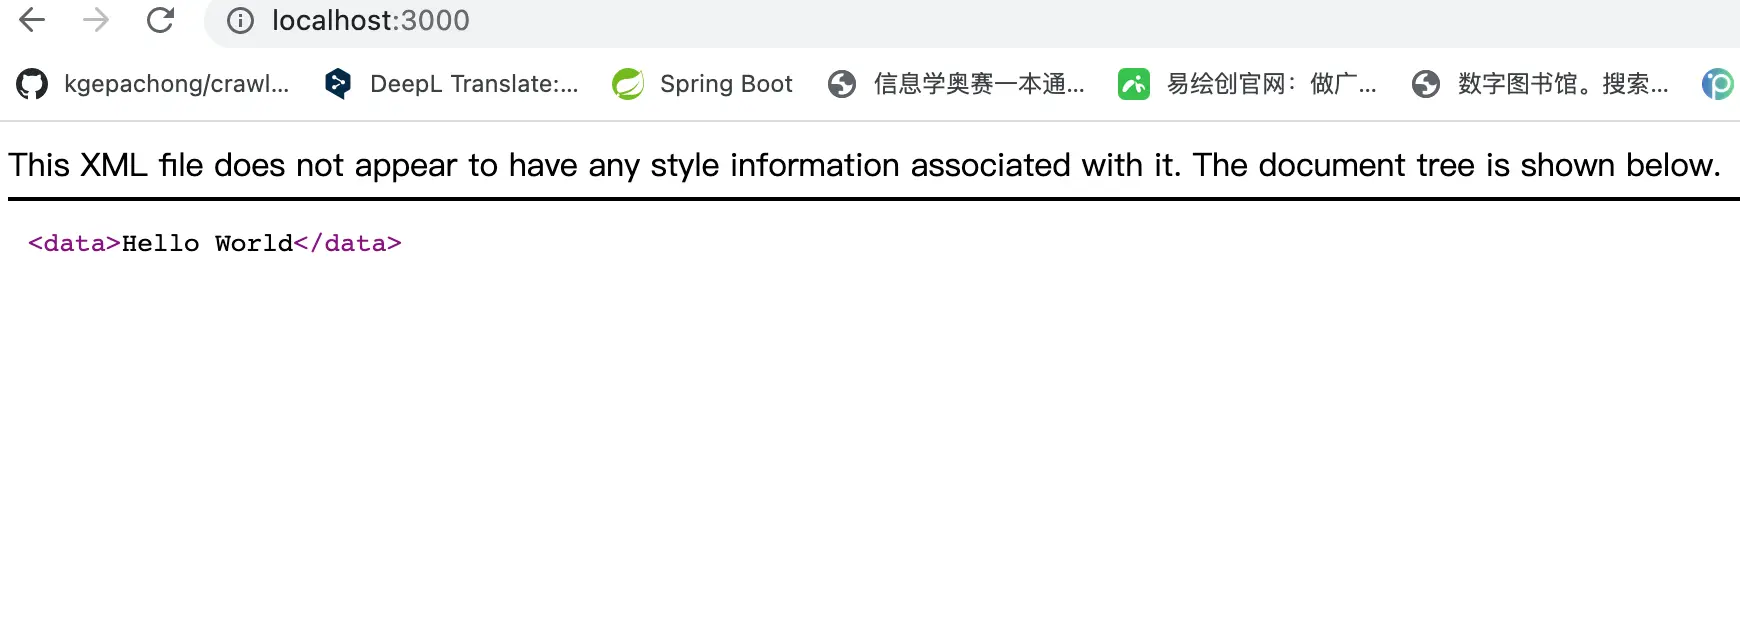 localhost:3000
kgepachong/crawl... DeepL Translate:... Spring Boot 信息学奥赛一本通... 易绘创官网：做广... 数字图书馆。搜索...
This XML file does not appear to have any style information associated with it. The document tree is shown below.
<data>Hello World</data>